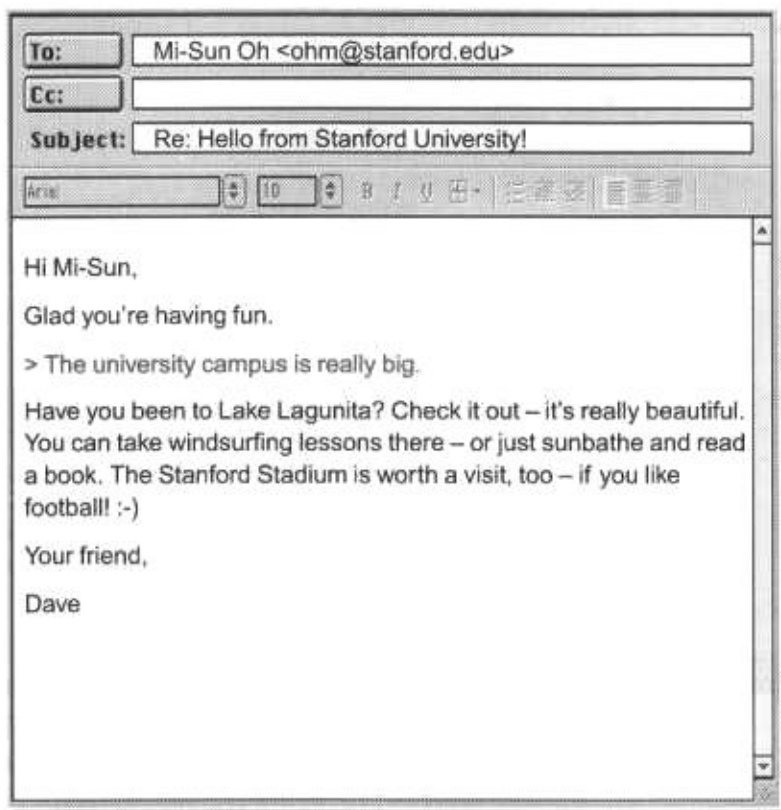 To: Mi-Sun Oh <ohm@stanford.edu>
Cc:
Subject: Re: Hello from Stanford University!
Arial 10 B I U
Hi Mi-Sun,
Glad you're having fun.
> The university campus is really big.
Have you been to Lake Lagunita? Check it out – it's really beautiful.
You can take windsurfing lessons there – or just sunbathe and read
a book. The Stanford Stadium is worth a visit, too – if you like
football! :-)
Your friend,
Dave